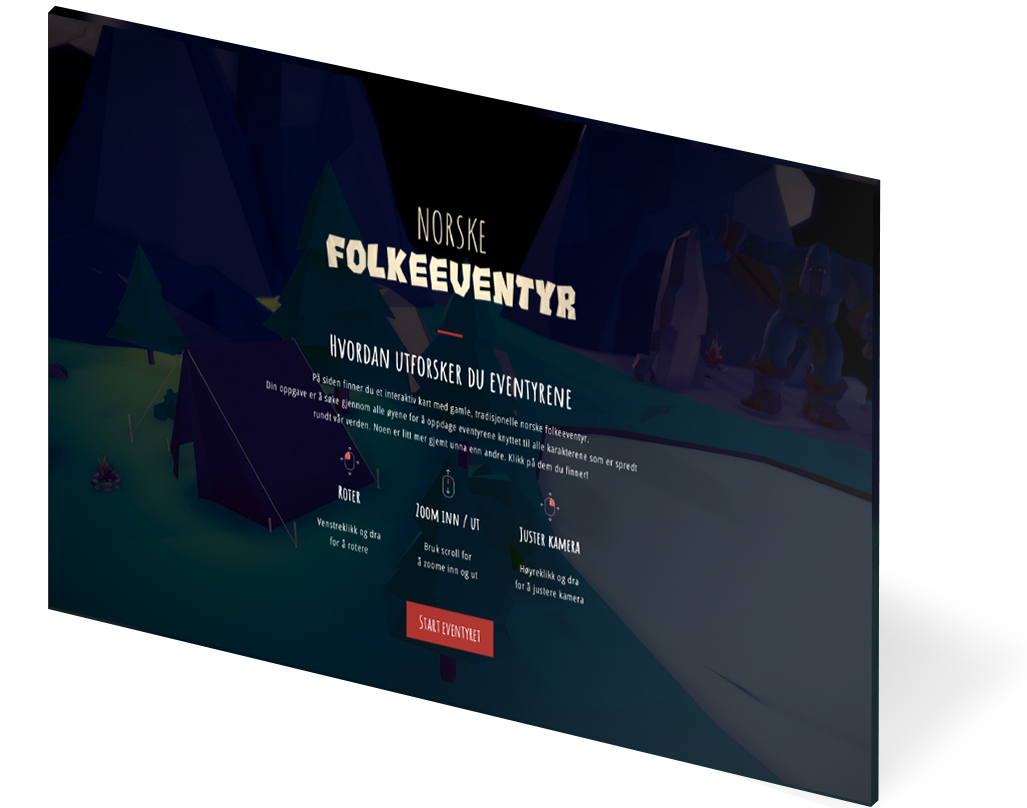 NORSKE
FOLKEEVENTYR
HVORDAN UTFORSKER DU EVENTYRENE
På siden finner du et interaktiv kart med gamle, tradisjonelle norske folkeeventyr.
Din oppgave er å søke gjennom alle øyene for å oppdage eventyrene knyttet til alle karakterene som er spredt
rundt vår verden. Noen er litt mer gjemt unna enn andre. Klikk på dem du finner!
ROTER
Venstreklikk og dra
for å rotere
ZOOM INN / UT
Bruk scroll for
å zoome inn og ut
JUSTER KAMERA
Høyreklikk og dra
for å justere kamera
START EVENTYRET